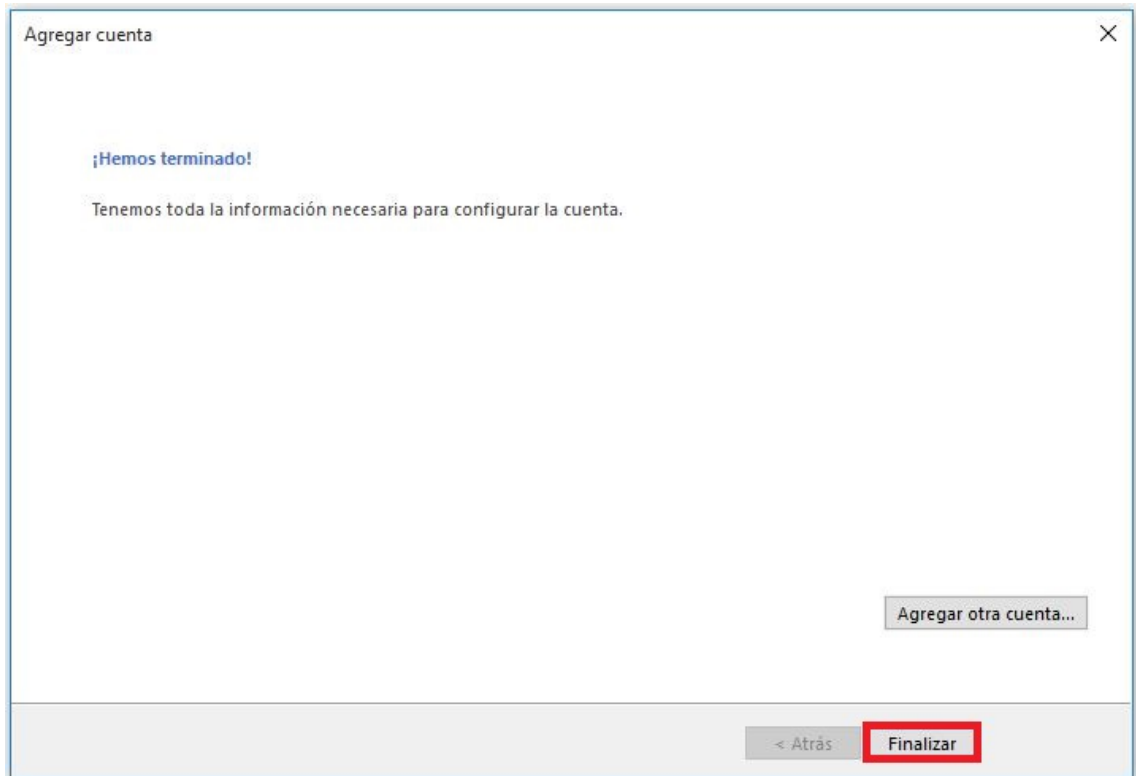 Agregar cuenta
¡Hemos terminado!
Tenemos toda la información necesaria para configurar la cuenta.
Agregar otra cuenta...
< Atrás
Finalizar